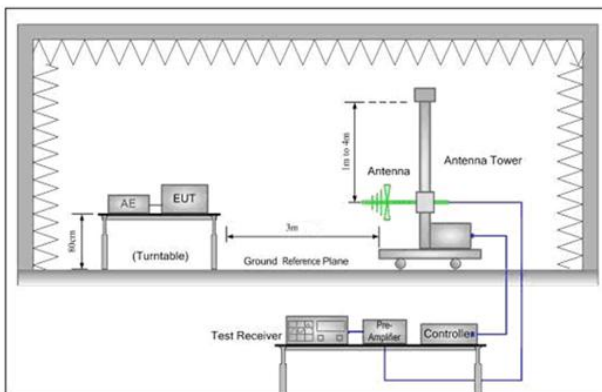 1m to 4m
Antenna
Antenna Tower
AE
EUT
80cm
(Turntable)
3m
Ground Reference Plane
Test Receiver
Pre-
Amplifier
Controller